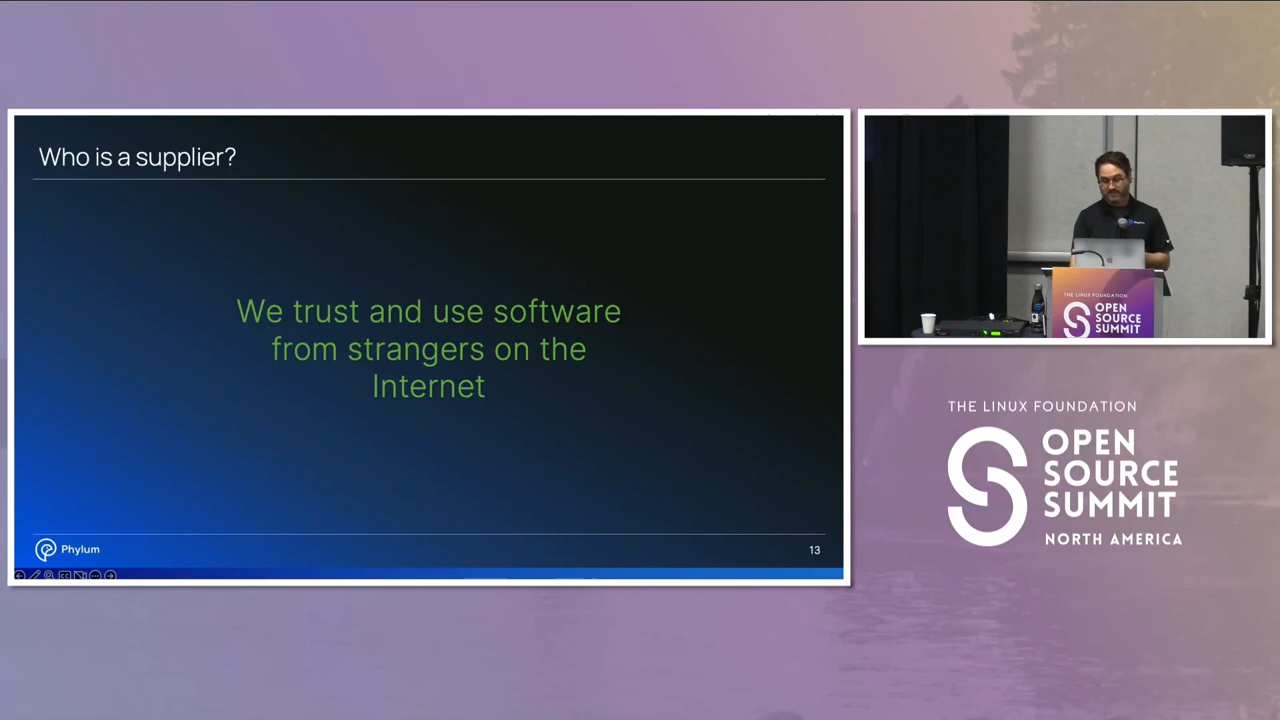 Who is a supplier?
We trust and use software
from strangers on the
Internet
Phylum
13
Phylum
THE LINUX FOUNDATION
OPEN
SOURCE
SUMMIT
THE LINUX FOUNDATION
OPEN
SOURCE
SUMMIT
NORTH AMERICA